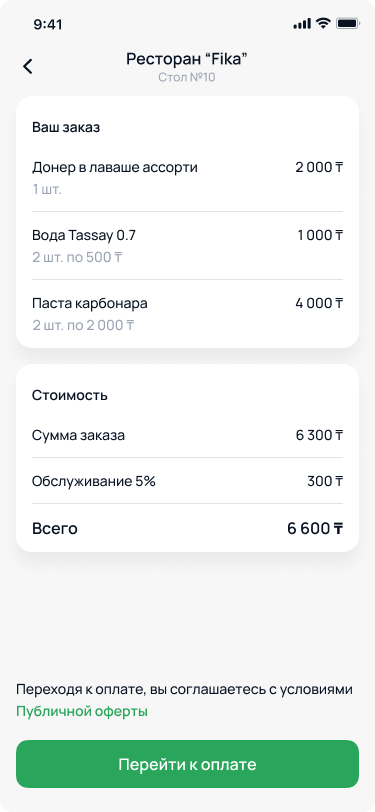 9:41
Ресторан “Fika”
Стол №10
Ваш заказ
Донер в лаваше ассорти 2 000 ₸
1 шт.
Вода Tassay 0.7 1 000 ₸
2 шт. по 500 ₸
Паста карбонара 4 000 ₸
2 шт. по 2 000 ₸
Стоимость
Сумма заказа 6 300 ₸
Обслуживание 5% 300 ₸
Всего 6 600 ₸
Переходя к оплате, вы соглашаетесь с условиями
Публичной оферты
Перейти к оплате